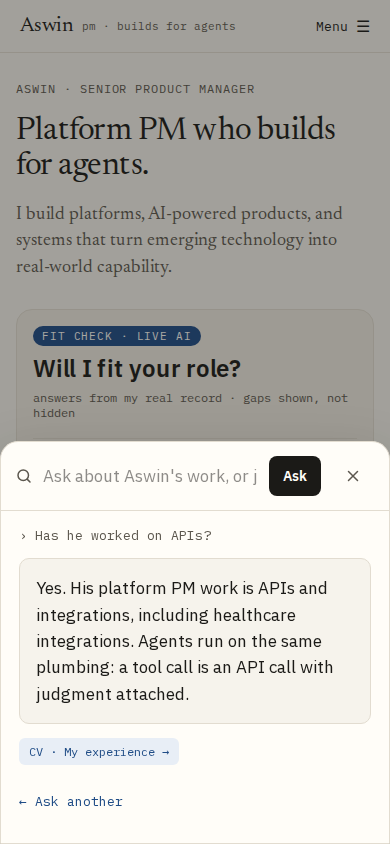 Aswin pm · builds for agents Menu ☰
ASWIN · SENIOR PRODUCT MANAGER
Platform PM who builds
for agents.
I build platforms, AI-powered products, and
systems that turn emerging technology into
real-world capability.
FIT CHECK · LIVE AI
Will I fit your role?
answers from my real record · gaps shown, not
hidden
Ask about Aswin's work, or j Ask ×
› Has he worked on APIs?
Yes. His platform PM work is APIs and
integrations, including healthcare
integrations. Agents run on the same
plumbing: a tool call is an API call with
judgment attached.
CV · My experience →
← Ask another